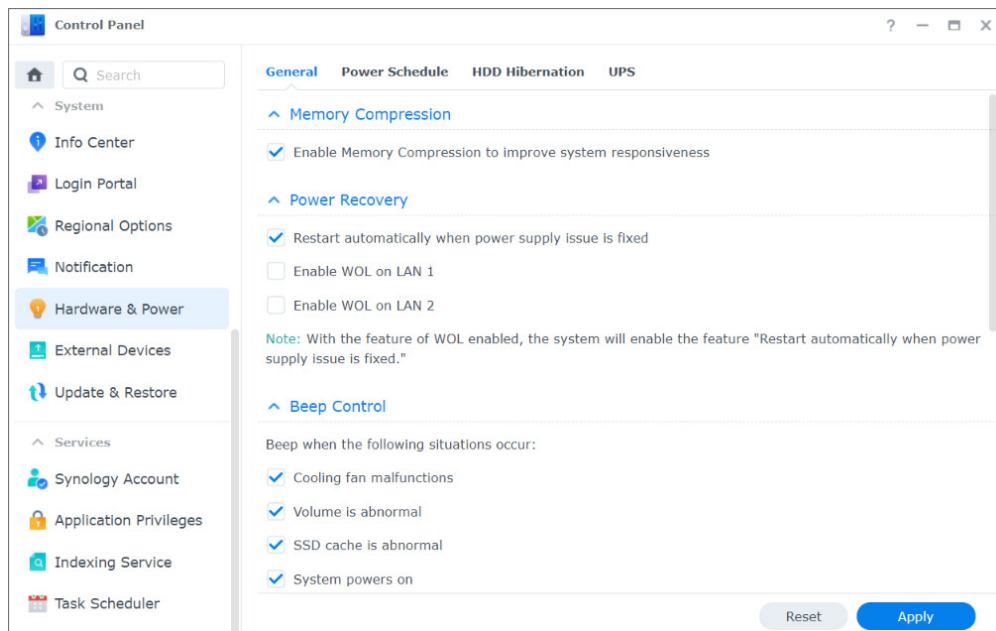 Control Panel
?
Search
System
Info Center
Login Portal
Regional Options
Notification
Hardware & Power
External Devices
Update & Restore
Services
Synology Account
Application Privileges
Indexing Service
Task Scheduler
General Power Schedule HDD Hibernation UPS
Memory Compression
Enable Memory Compression to improve system responsiveness
Power Recovery
Restart automatically when power supply issue is fixed
Enable WOL on LAN 1
Enable WOL on LAN 2
Note: With the feature of WOL enabled, the system will enable the feature "Restart automatically when power
supply issue is fixed."
Beep Control
Beep when the following situations occur:
Cooling fan malfunctions
Volume is abnormal
SSD cache is abnormal
System powers on
Reset Apply